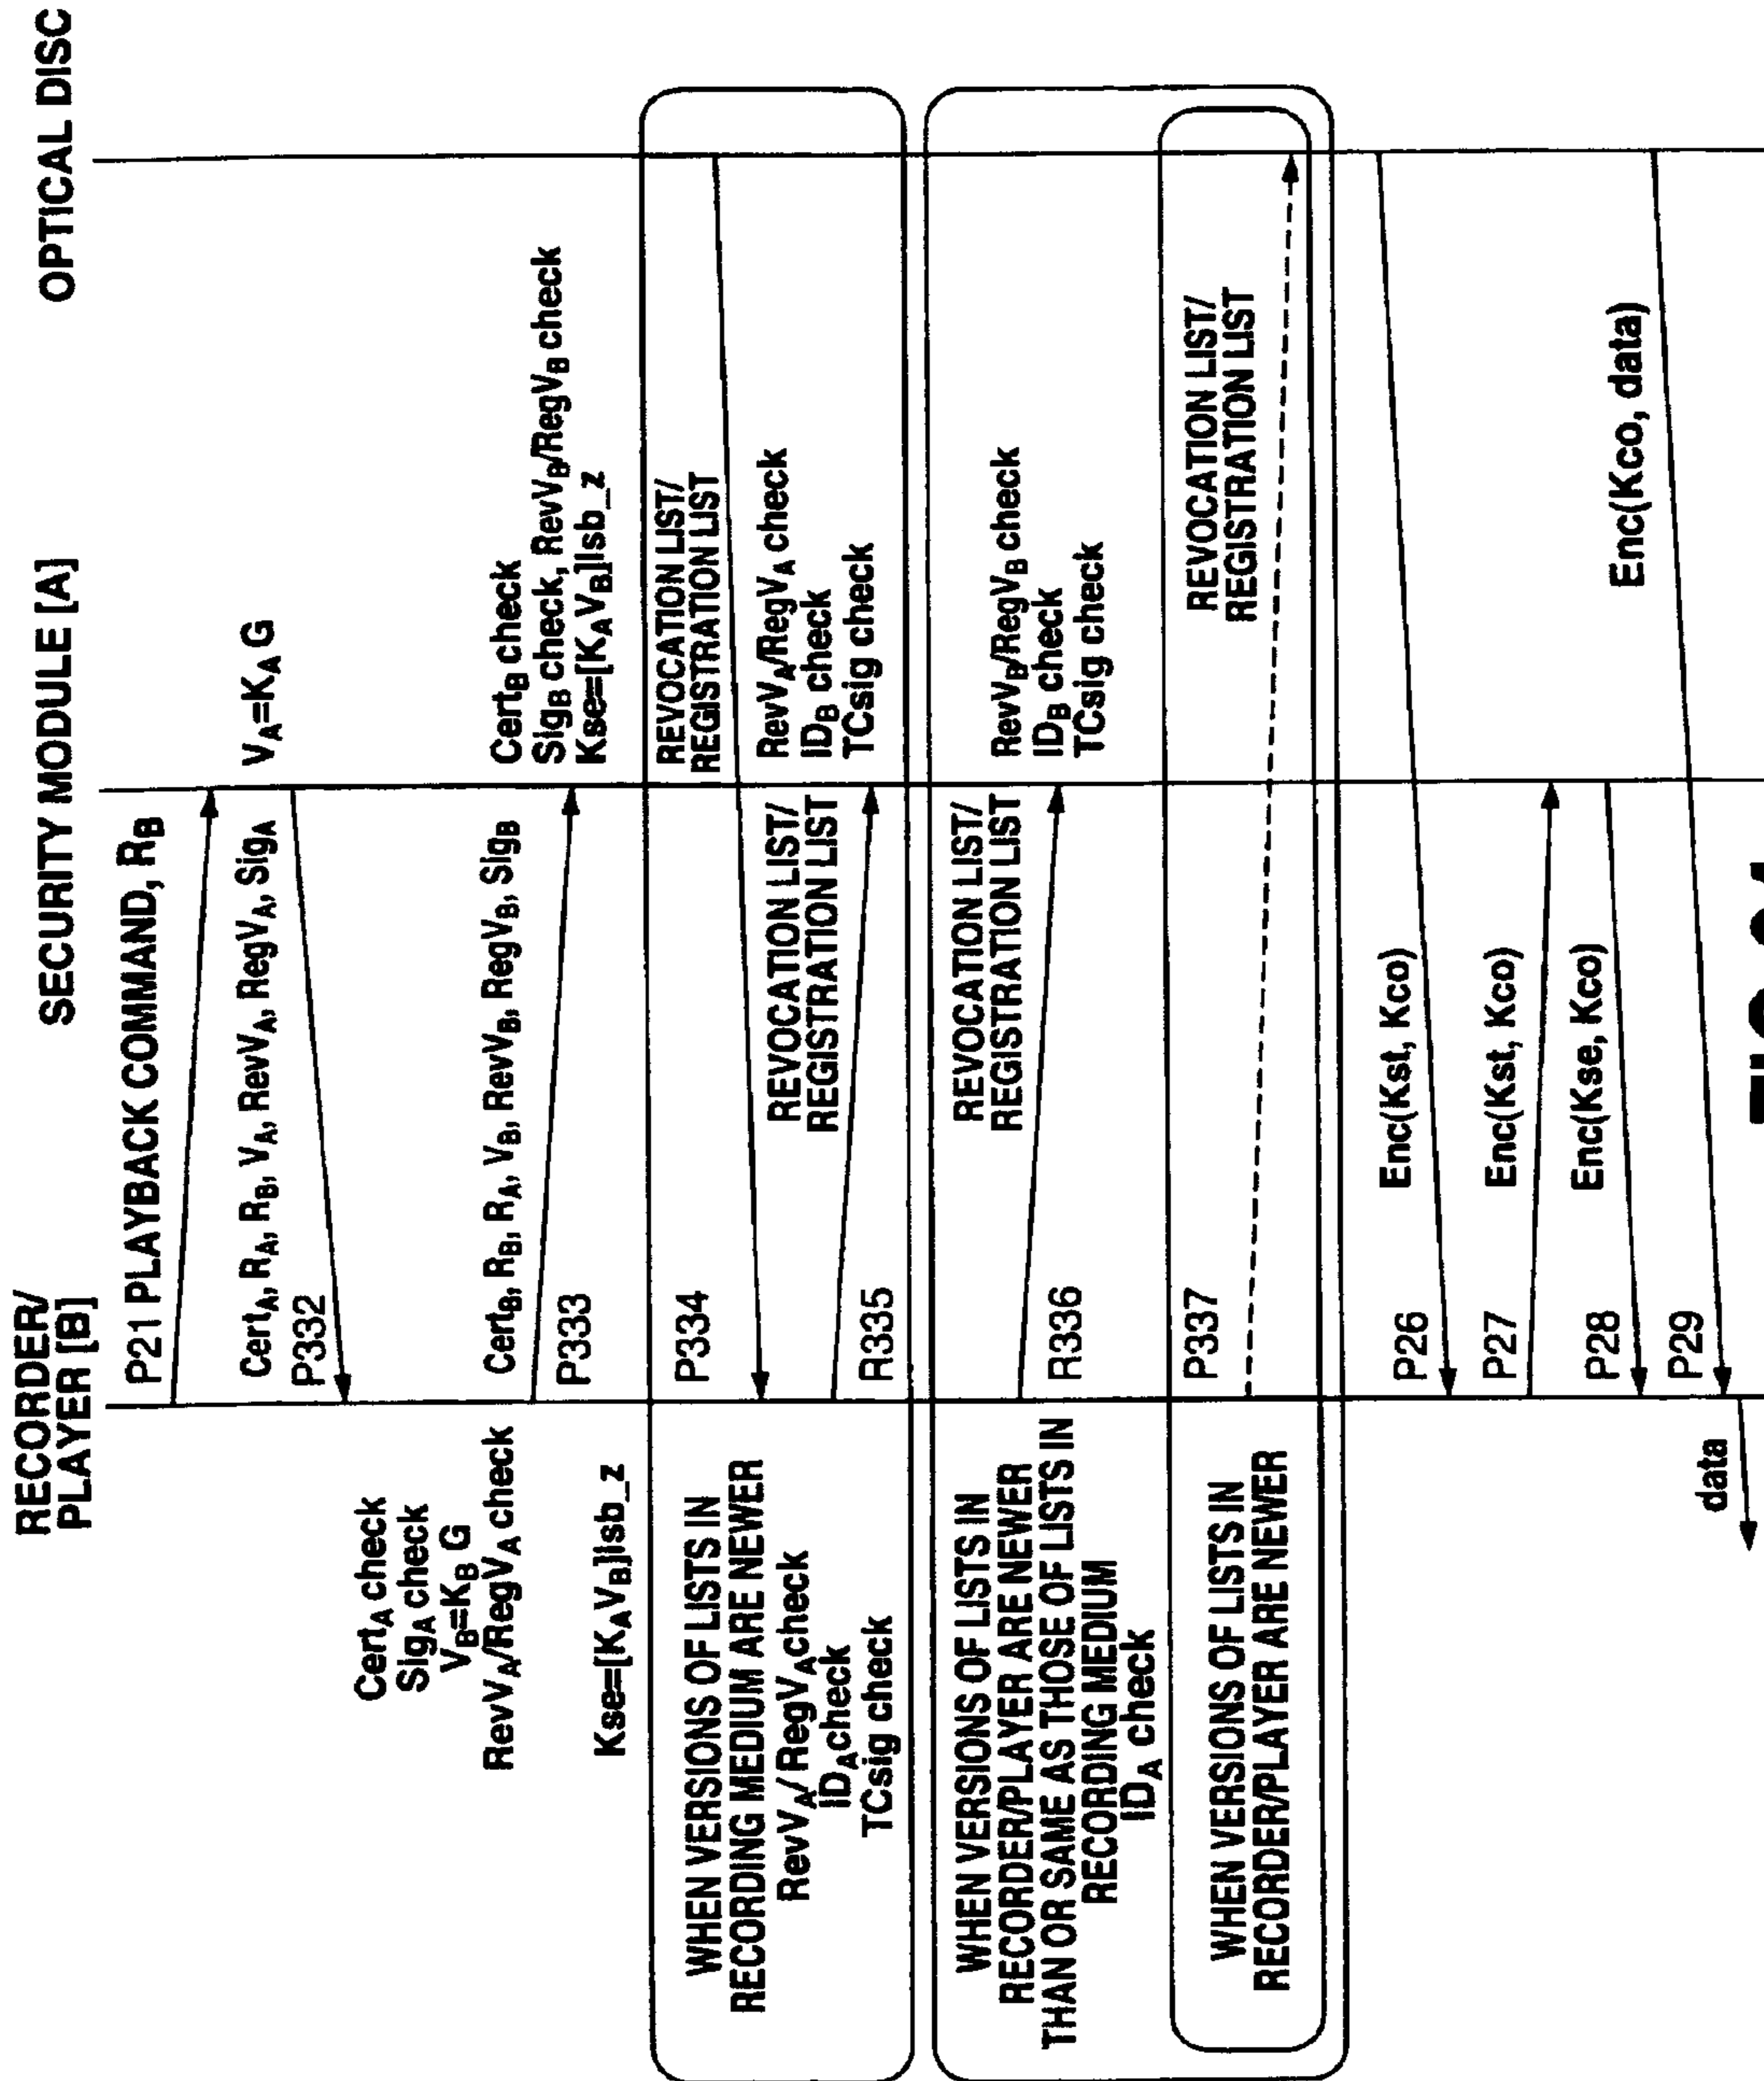 RECORDER/
PLAYER [B]
SECURITY MODULE [A]
OPTICAL DISC
P21 PLAYBACK COMMAND, RB
VA=KA G
CertA, RA, RB, VA, RevVA, RegVA, SigA
P332
CertA check
SigA check
VB=KB G
RevVA/RegVA check
CertB, RB, RA, VB, RevVB, RegVB, SigB
P333
CertB check
SigB check, RevVB/RegVB check
Kse=[KA VB]lsb_z
Kse=[KA VB]lsb_z
WHEN VERSIONS OF LISTS IN
RECORDING MEDIUM ARE NEWER
RevVA/RegVA check
IDA check
TCsig check
P334
REVOCATION LIST/
REGISTRATION LIST
REVOCATION LIST/
REGISTRATION LIST
R335
RevVA/RegVA check
IDB check
TCsig check
WHEN VERSIONS OF LISTS IN
RECORDER/PLAYER ARE NEWER
THAN OR SAME AS THOSE OF LISTS IN
RECORDING MEDIUM
IDA check
REVOCATION LIST/
REGISTRATION LIST
R336
RevVB/RegVB check
IDB check
TCsig check
WHEN VERSIONS OF LISTS IN
RECORDER/PLAYER ARE NEWER
P337
REVOCATION LIST/
REGISTRATION LIST
P26
Enc(Kst, Kco)
P27
Enc(Kst, Kco)
P28
Enc(Kse, Kco)
P29
Enc(Kco, data)
data